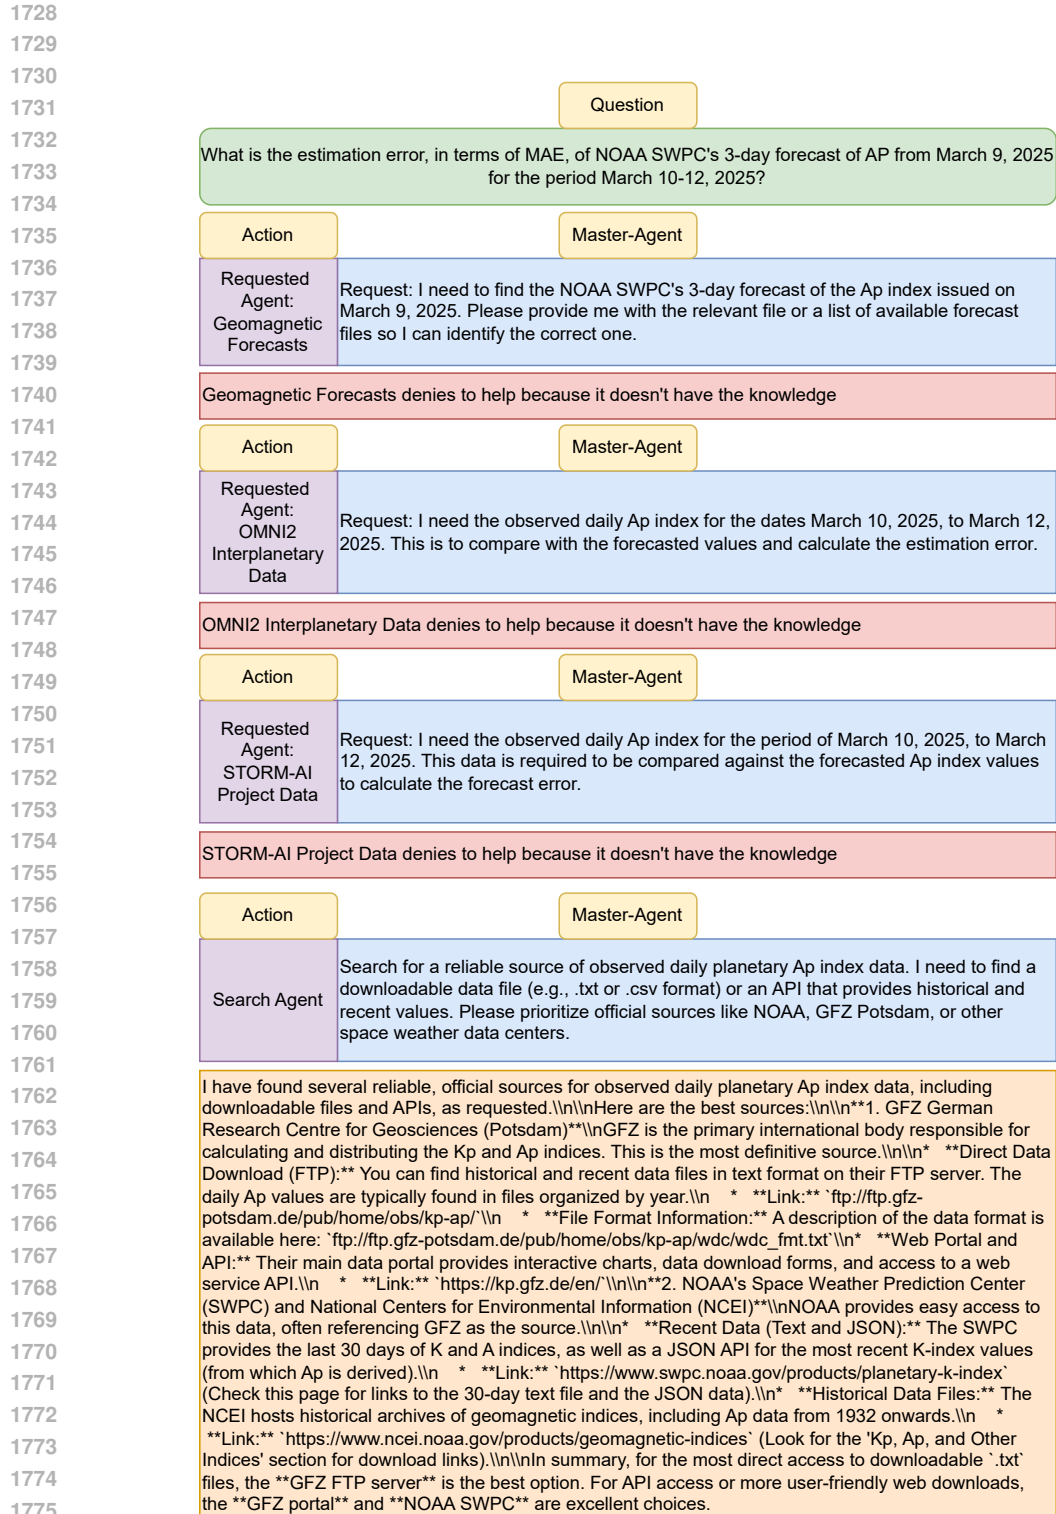 1728
1729
1730
1731
1732
1733
1734
1735
1736
1737
1738
1739
1740
1741
1742
1743
1744
1745
1746
1747
1748
1749
1750
1751
1752
1753
1754
1755
1756
1757
1758
1759
1760
1761
1762
1763
1764
1765
1766
1767
1768
1769
1770
1771
1772
1773
1774
1775
Question
What is the estimation error, in terms of MAE, of NOAA SWPC's 3-day forecast of AP from March 9, 2025
for the period March 10-12, 2025?
Action
Master-Agent
Requested
Agent:
Geomagnetic
Forecasts
Request: I need to find the NOAA SWPC's 3-day forecast of the Ap index issued on
March 9, 2025. Please provide me with the relevant file or a list of available forecast
files so I can identify the correct one.
Geomagnetic Forecasts denies to help because it doesn't have the knowledge
Action
Master-Agent
Requested
Agent:
OMNI2
Interplanetary
Data
Request: I need the observed daily Ap index for the dates March 10, 2025, to March 12,
2025. This is to compare with the forecasted values and calculate the estimation error.
OMNI2 Interplanetary Data denies to help because it doesn't have the knowledge
Action
Master-Agent
Requested
Agent:
STORM-AI
Project Data
Request: I need the observed daily Ap index for the period of March 10, 2025, to March
12, 2025. This data is required to be compared against the forecasted Ap index values
to calculate the forecast error.
STORM-AI Project Data denies to help because it doesn't have the knowledge
Action
Master-Agent
Search Agent
Search for a reliable source of observed daily planetary Ap index data. I need to find a
downloadable data file (e.g., .txt or .csv format) or an API that provides historical and
recent values. Please prioritize official sources like NOAA, GFZ Potsdam, or other
space weather data centers.
I have found several reliable, official sources for observed daily planetary Ap index data, including
downloadable files and APIs, as requested.\\n\\nHere are the best sources:\\n\\n**1. GFZ German
Research Centre for Geosciences (Potsdam)**\\nGFZ is the primary international body responsible for
calculating and distributing the Kp and Ap indices. This is the most definitive source.\\n\\n*   **Direct Data
Download (FTP):** You can find historical and recent data files in text format on their FTP server. The
daily Ap values are typically found in files organized by year.\\n    *   **Link:** `ftp://ftp.gfz-
potsdam.de/pub/home/obs/kp-ap/`\\n    *   **File Format Information:** A description of the data format is
available here: `ftp://ftp.gfz-potsdam.de/pub/home/obs/kp-ap/wdc/wdc_fmt.txt`\\n*   **Web Portal and
API:** Their main data portal provides interactive charts, data download forms, and access to a web
service API.\\n    *   **Link:** `https://kp.gfz.de/en/`\\n\\n**2. NOAA's Space Weather Prediction Center
(SWPC) and National Centers for Environmental Information (NCEI)**\\nNOAA provides easy access to
this data, often referencing GFZ as the source.\\n\\n*   **Recent Data (Text and JSON):** The SWPC
provides the last 30 days of K and A indices, as well as a JSON API for the most recent K-index values
(from which Ap is derived).\\n    *   **Link:** `https://www.swpc.noaa.gov/products/planetary-k-index`
(Check this page for links to the 30-day text file and the JSON data).\\n*   **Historical Data Files:** The
NCEI hosts historical archives of geomagnetic indices, including Ap data from 1932 onwards.\\n    *
**Link:** `https://www.ncei.noaa.gov/products/geomagnetic-indices` (Look for the 'Kp, Ap, and Other
Indices' section for download links).\\n\\nIn summary, for the most direct access to downloadable `.txt`
files, the **GFZ FTP server** is the best option. For API access or more user-friendly web downloads,
the **GFZ portal** and **NOAA SWPC** are excellent choices.